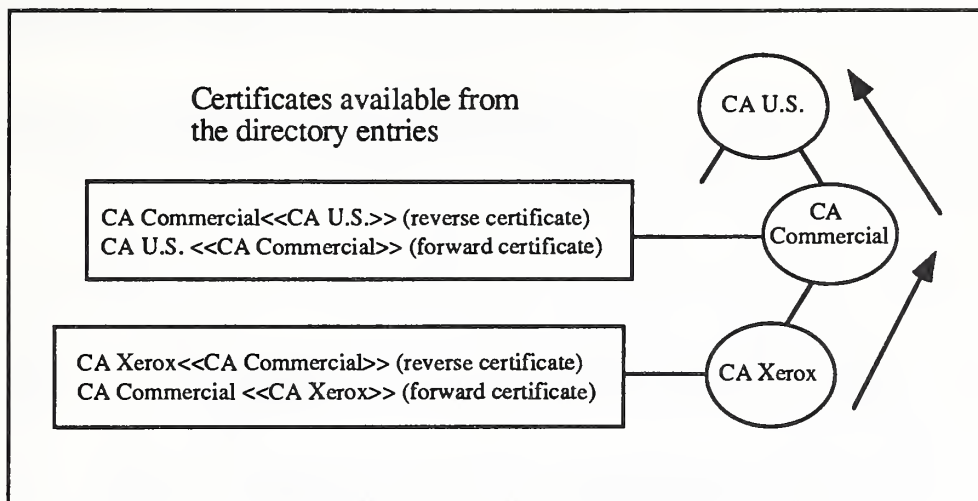 Certificates available from
the directory entries
CA U.S.
CA Commercial<<CA U.S.>> (reverse certificate)
CA U.S. <<CA Commercial>> (forward certificate)
CA
Commercial
CA Xerox<<CA Commercial>> (reverse certificate)
CA Commercial <<CA Xerox>> (forward certificate)
CA Xerox